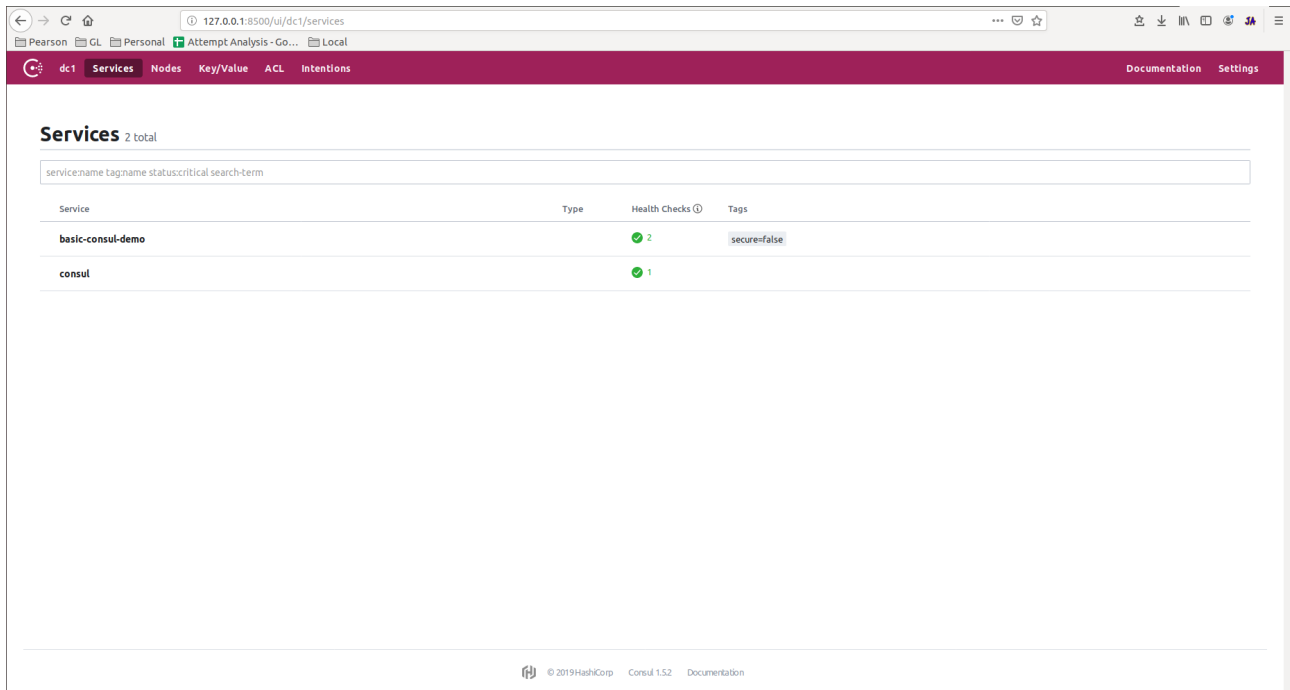 127.0.0.1:8500/ui/dc1/services
JA
Pearson GL Personal Attempt Analysis - Go... Local
dc1 Services Nodes Key/Value ACL Intentions Documentation Settings
Services 2 total
service:name tag:name status:critical search-term
Service Type Health Checks Tags
basic-consul-demo 2 secure=false
consul 1
© 2019 HashiCorp Consul 1.5.2 Documentation